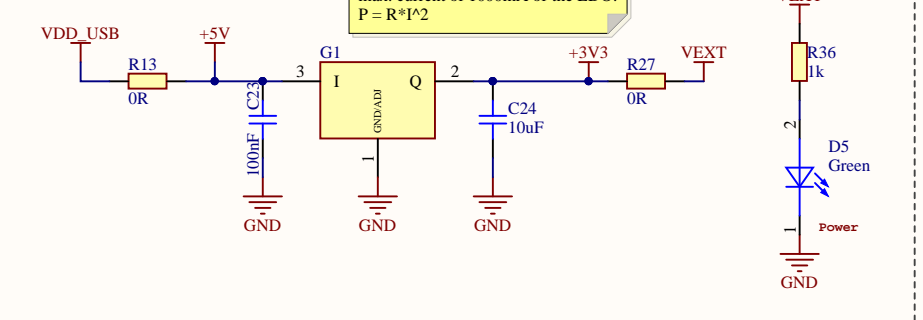 P = R*I^2
VDD_USB
+5V
R13
0R
C23
100nF
GND
G1
3
I
Q
2
GND/ADJ
1
GND
C24
10uF
GND
+3V3
R27
0R
VEXT
R36
1k
2
D5
Green
1
Power
GND